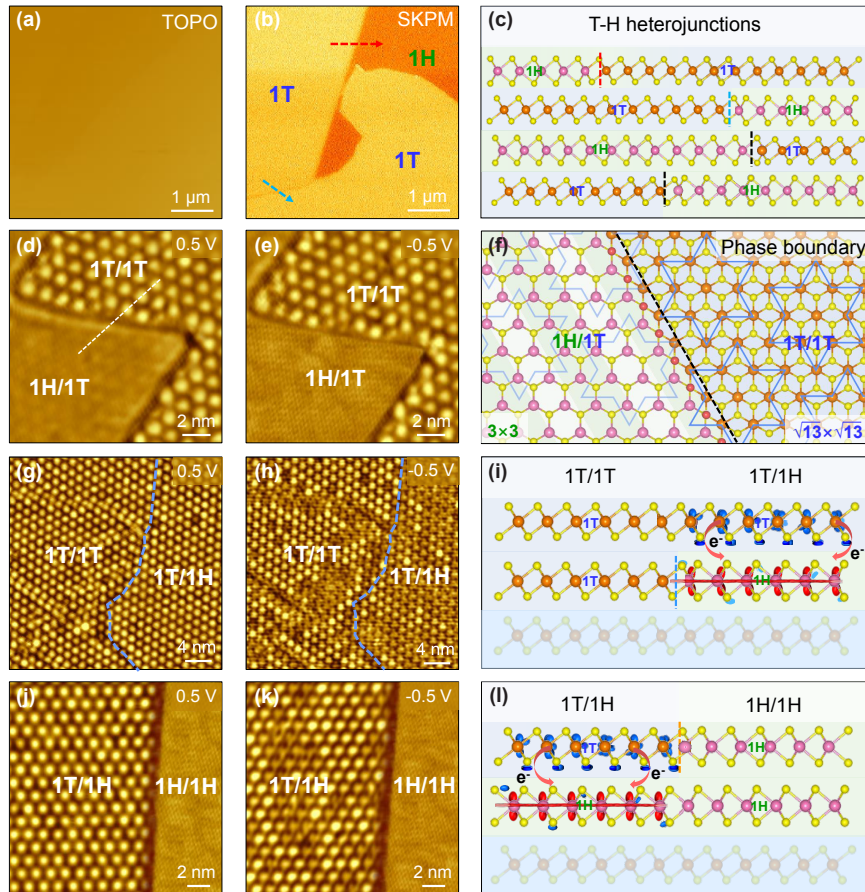 (a) TOPO
1 µm
(b) SKPM
1H
1T
1T
1 µm
(c) T-H heterojunctions
1H 1T
1T 1H
1H 1T
1T 1H
(d) 0.5 V
1T/1T
1H/1T
2 nm
(e) -0.5 V
1T/1T
1H/1T
2 nm
(f) Phase boundary
1H/1T 1T/1T
3×3 √13×√13
(g) 0.5 V
1T/1T
1T/1H
4 nm
(h) -0.5 V
1T/1T
1T/1H
4 nm
(i) 1T/1T 1T/1H
1T 1T
e- e-
1T 1H
(j) 0.5 V
1T/1H 1H/1H
2 nm
(k) -0.5 V
1T/1H 1H/1H
2 nm
(l) 1T/1H 1H/1H
1T 1H
e- e-
1H 1H